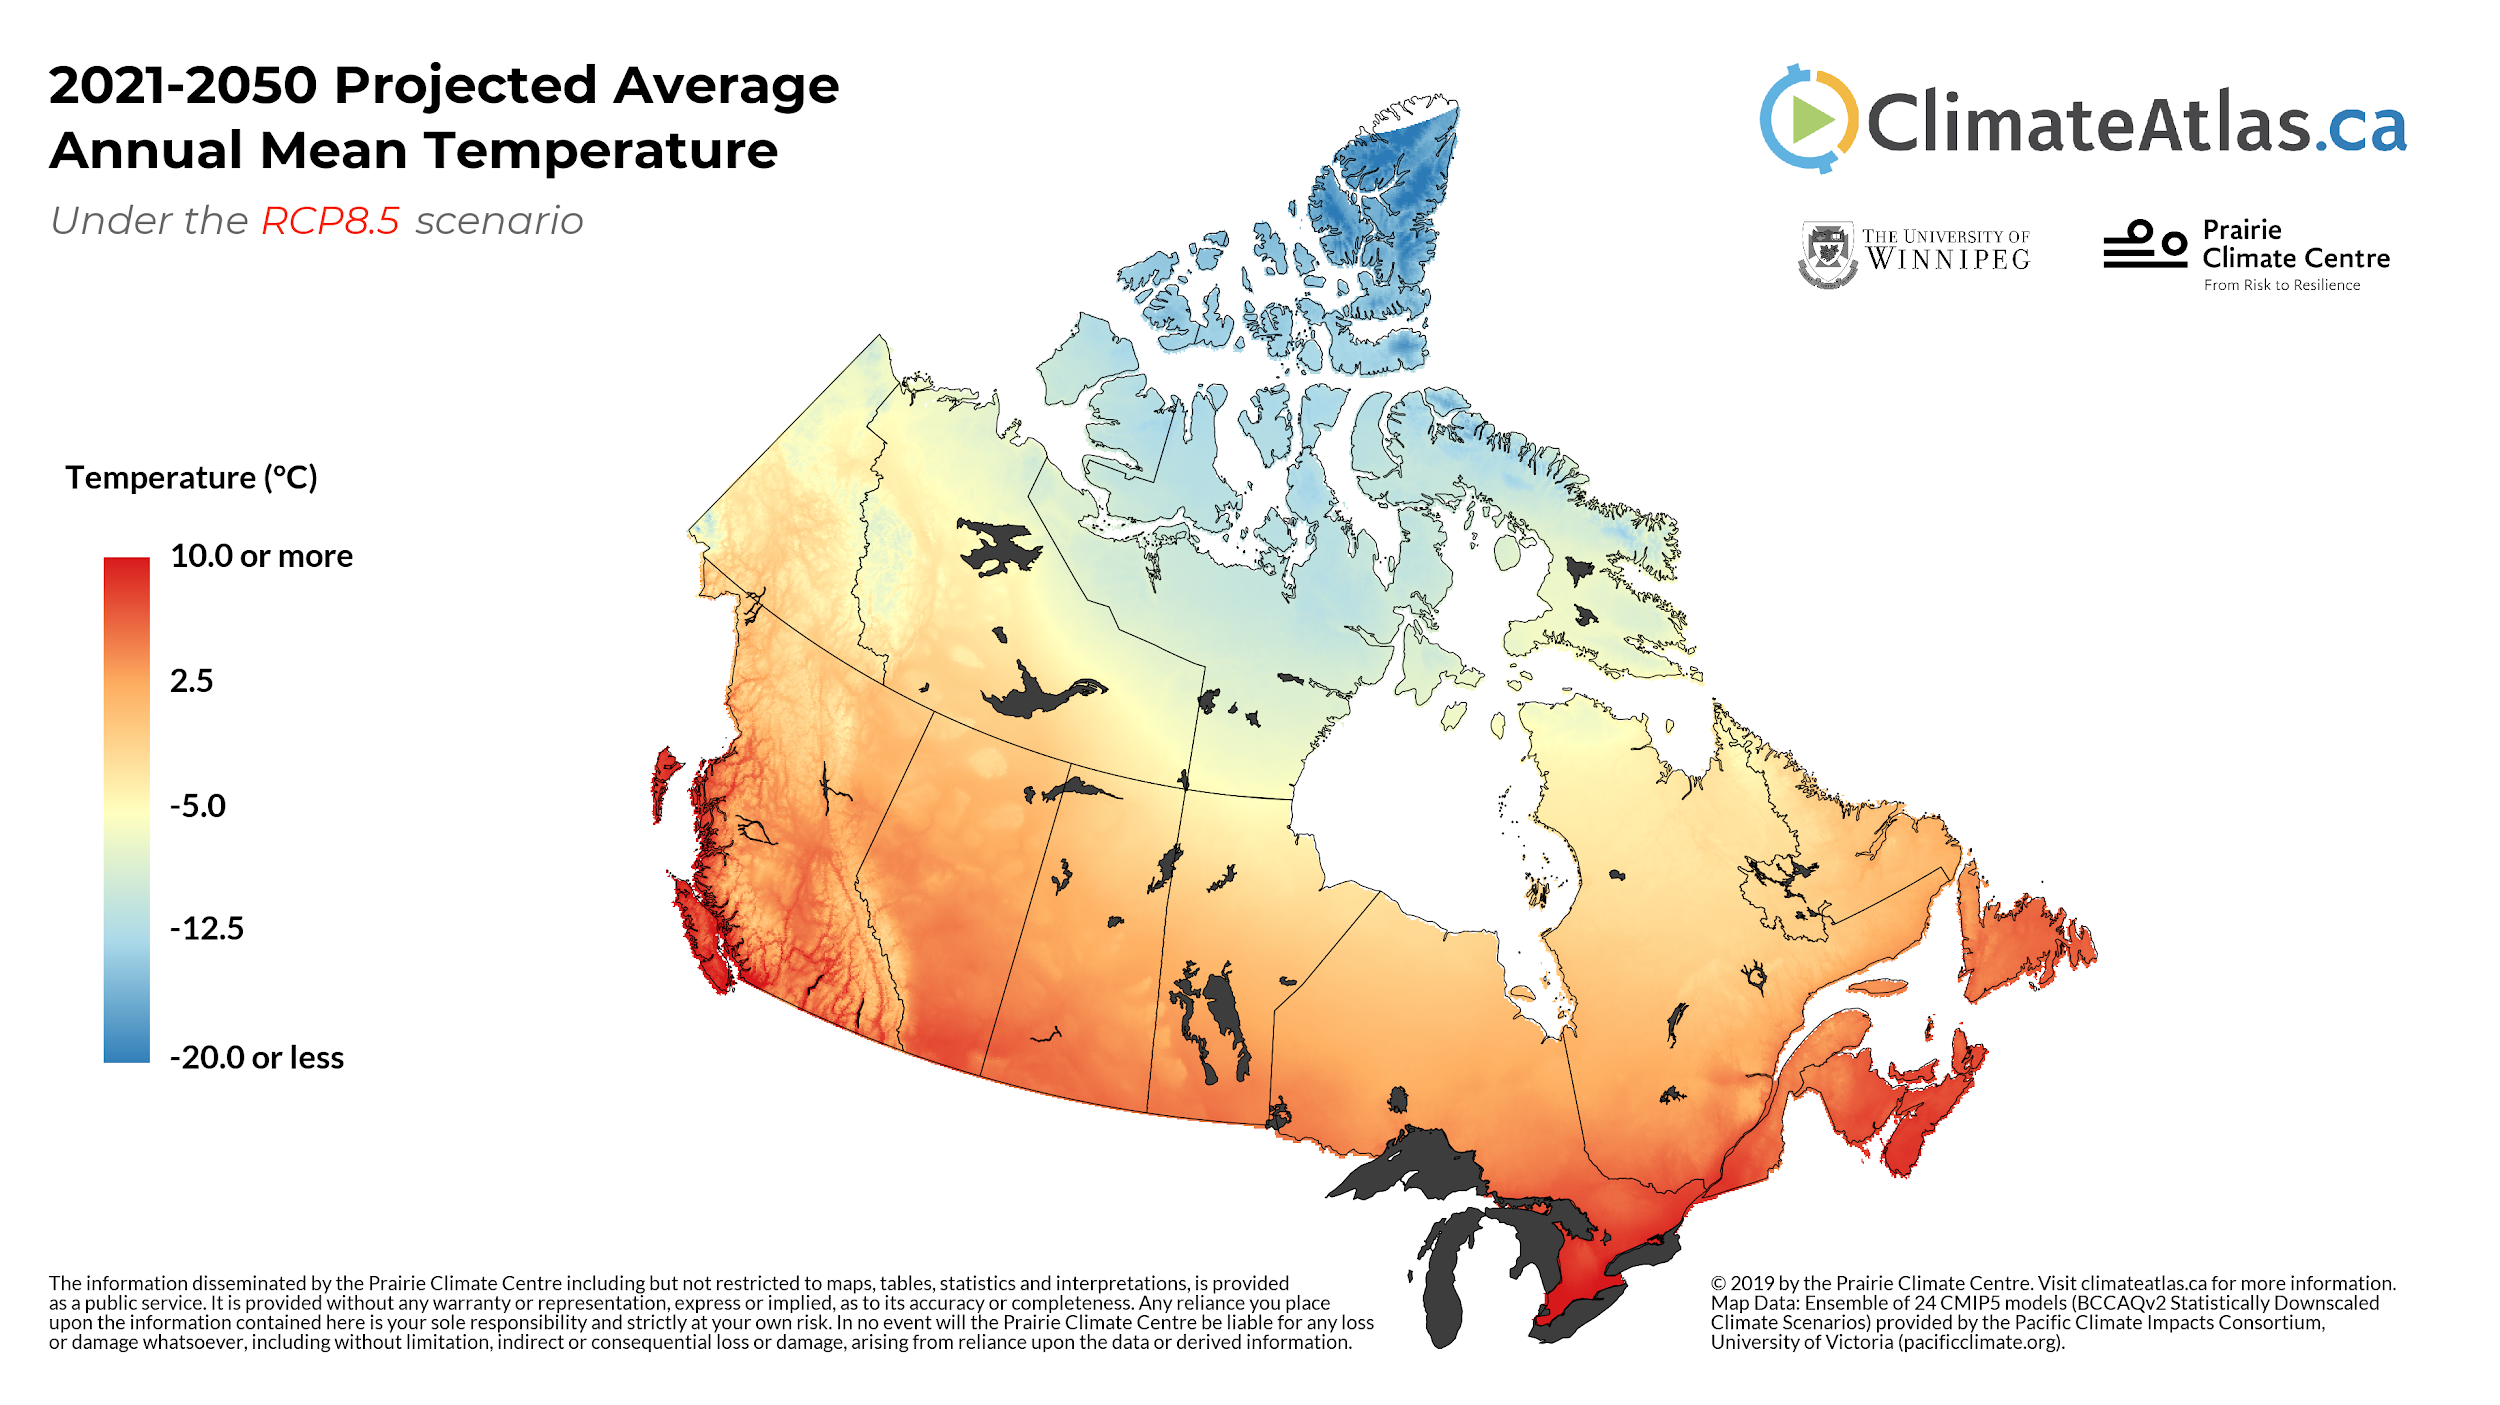 2021-2050 Projected Average
Annual Mean Temperature
Under the RCP8.5 scenario
ClimateAtlas.ca
THE UNIVERSITY OF
WINNIPEG
Prairie
Climate Centre
From Risk to Resilience
Temperature (°C)
10.0 or more
2.5
-5.0
-12.5
-20.0 or less
The information disseminated by the Prairie Climate Centre including but not restricted to maps, tables, statistics and interpretations, is provided
as a public service. It is provided without any warranty or representation, express or implied, as to its accuracy or completeness. Any reliance you place
upon the information contained here is your sole responsibility and strictly at your own risk. In no event will the Prairie Climate Centre be liable for any loss
or damage whatsoever, including without limitation, indirect or consequential loss or damage, arising from reliance upon the data or derived information.
© 2019 by the Prairie Climate Centre. Visit climateatlas.ca for more information.
Map Data: Ensemble of 24 CMIP5 models (BCCAQv2 Statistically Downscaled
Climate Scenarios) provided by the Pacific Climate Impacts Consortium,
University of Victoria (pacificclimate.org).